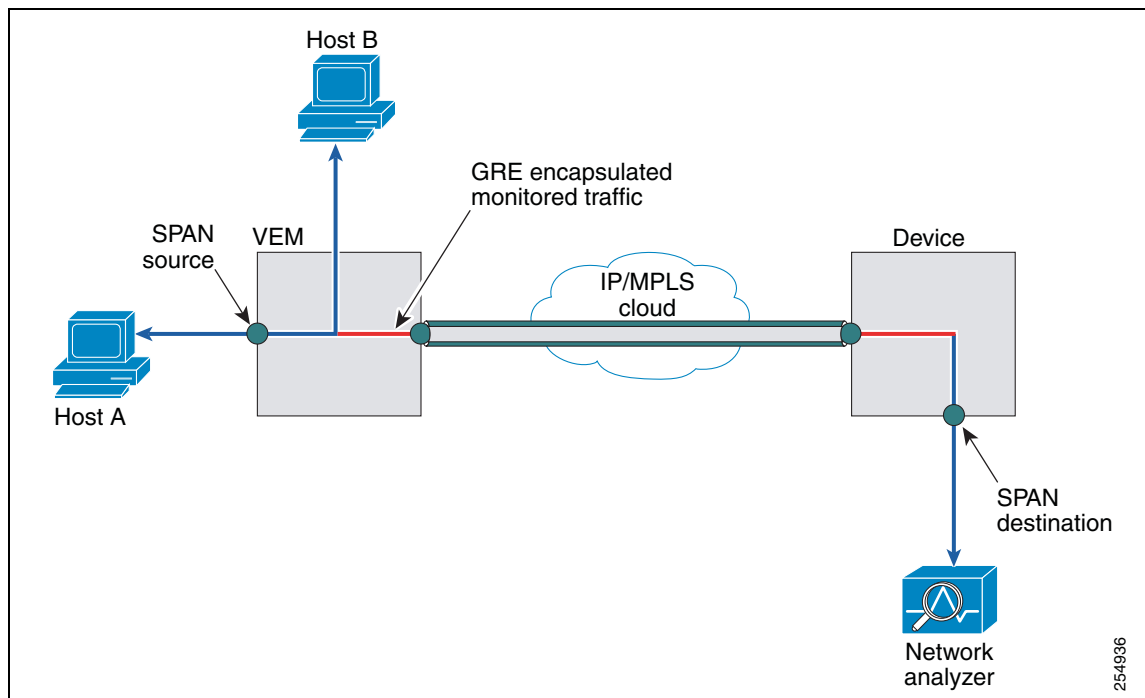 Host B
GRE encapsulated
monitored traffic
SPAN
source
VEM
Device
IP/MPLS
cloud
Host A
SPAN
destination
Network
analyzer
254936